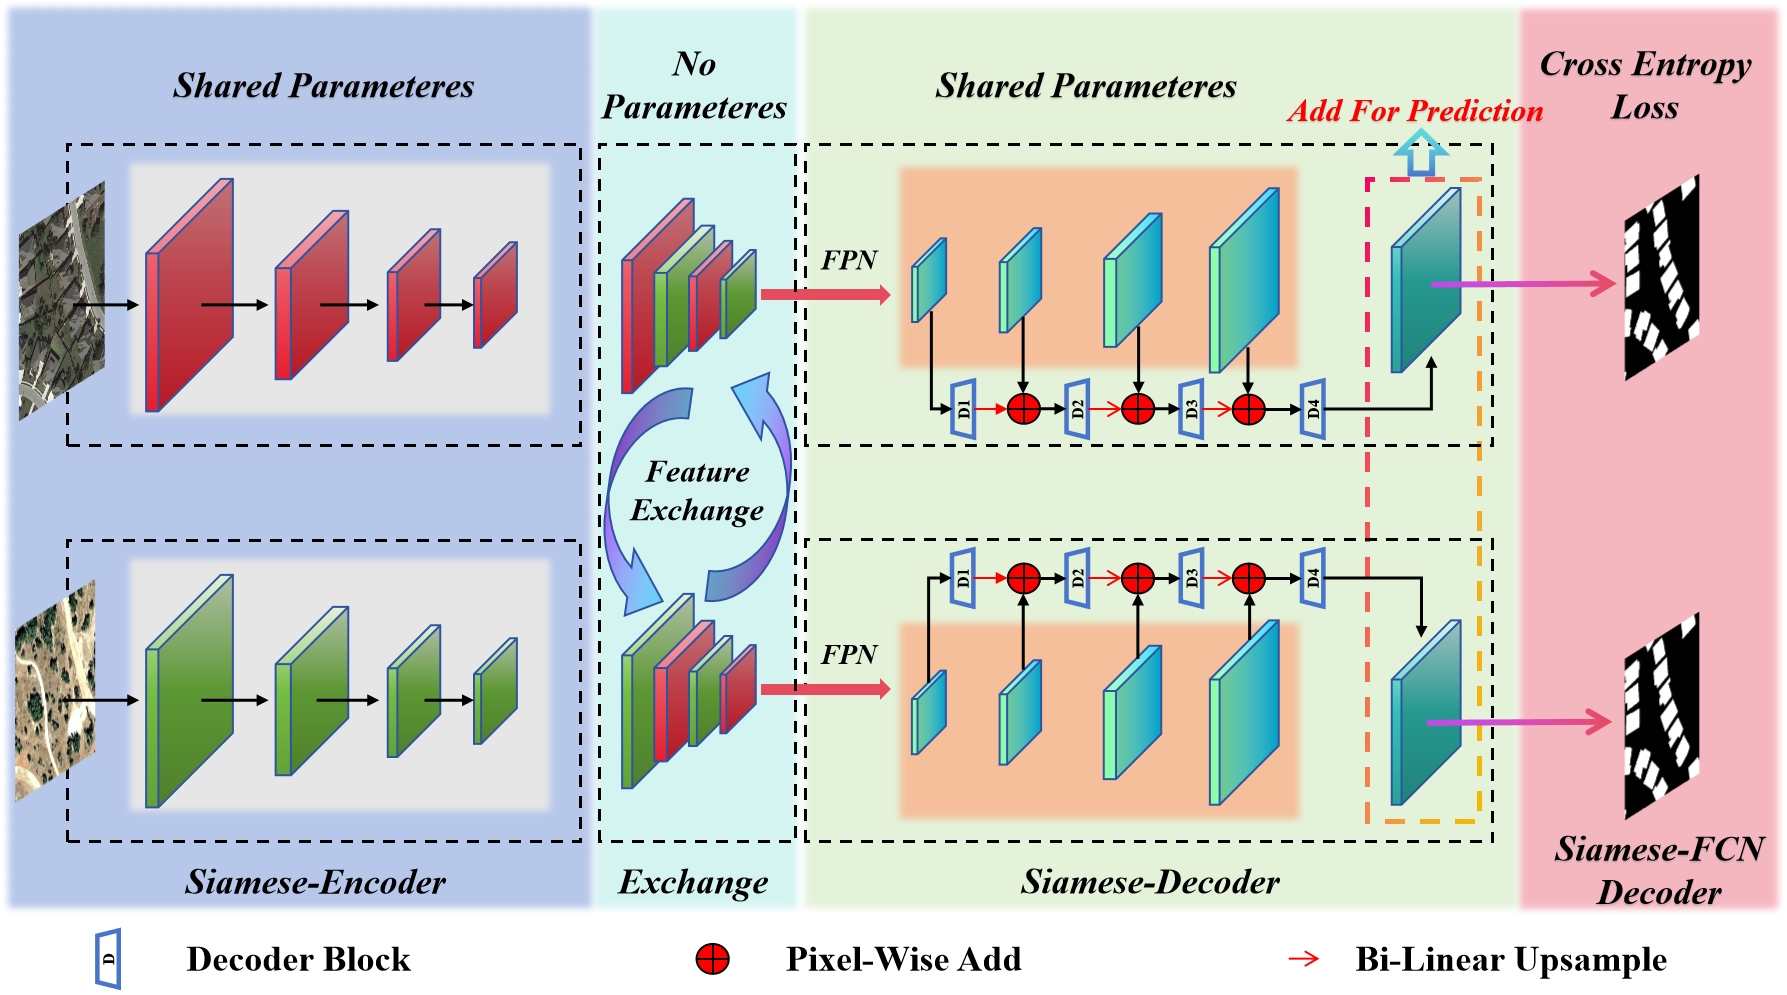 Shared Parameteres
No
Parameteres
Shared Parameteres
Cross Entropy
Loss
Add For Prediction
FPN
D1
D2
D3
D4
Feature
Exchange
D1
D2
D3
D4
FPN
Siamese-Encoder
Exchange
Siamese-Decoder
Siamese-FCN
Decoder
D
Decoder Block
Pixel-Wise Add
Bi-Linear Upsample